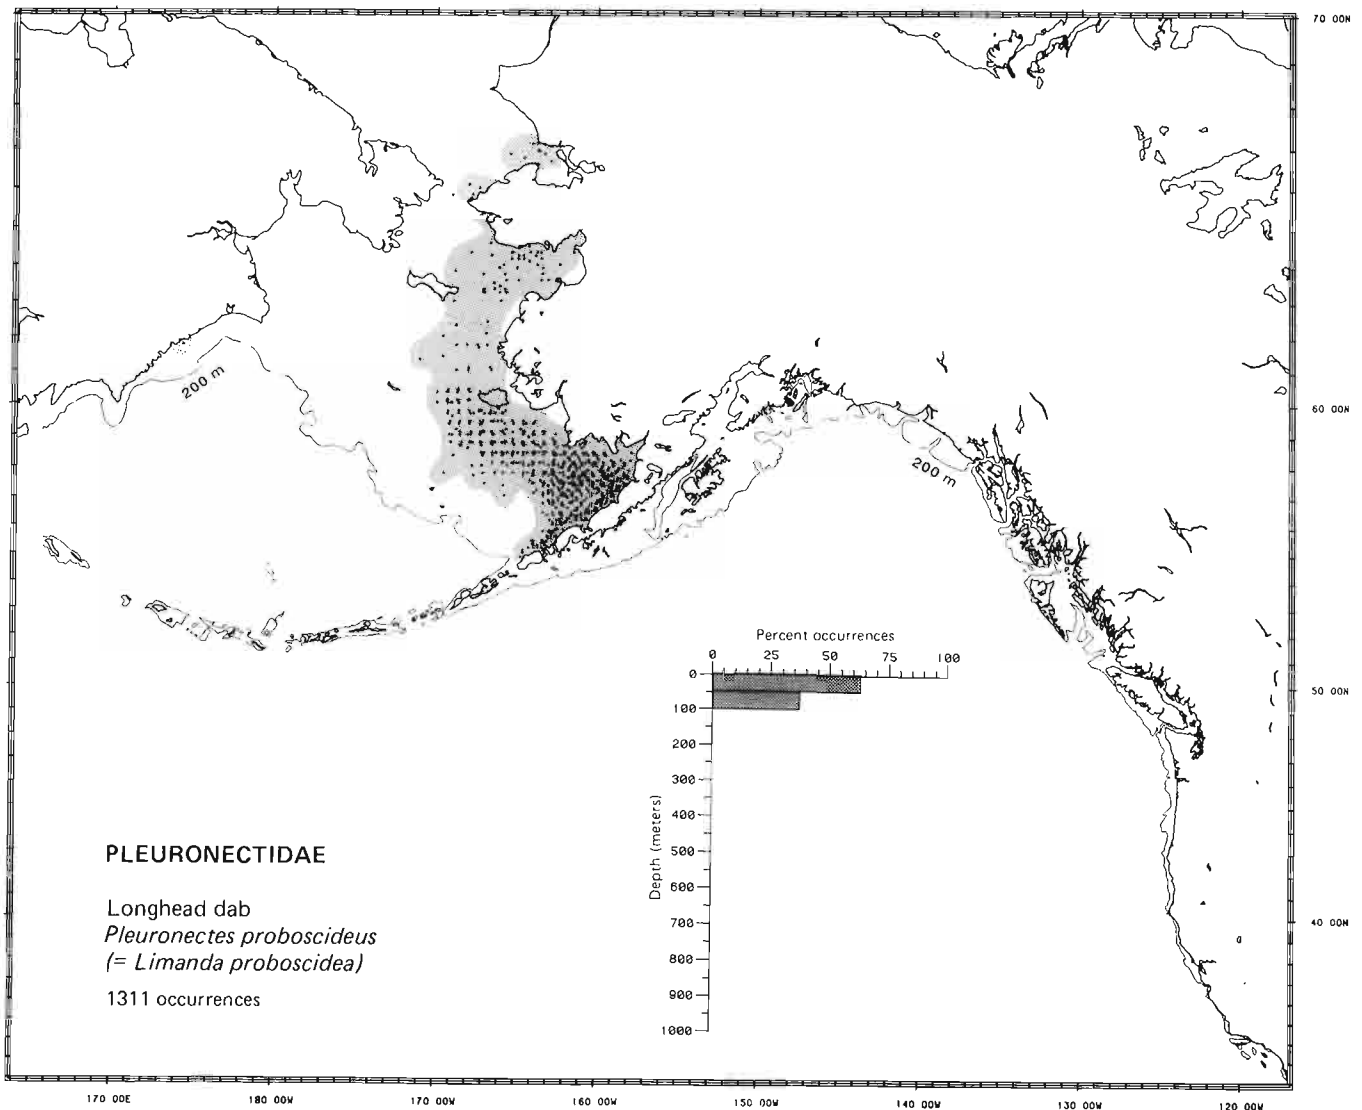 70 00N
200 m
60 00N
200 m
Percent occurrences
0 25 50 75 100
0
50 00N
100
200
300
400
500
600
700
800
900
1000
Depth (meters)
PLEURONECTIDAE
Longhead dab
Pleuronectes proboscideus
(= Limanda proboscidea)
1311 occurrences
40 00N
170 00E 180 00W 170 00W 160 00W 150 00W 140 00W 130 00W 120 00W